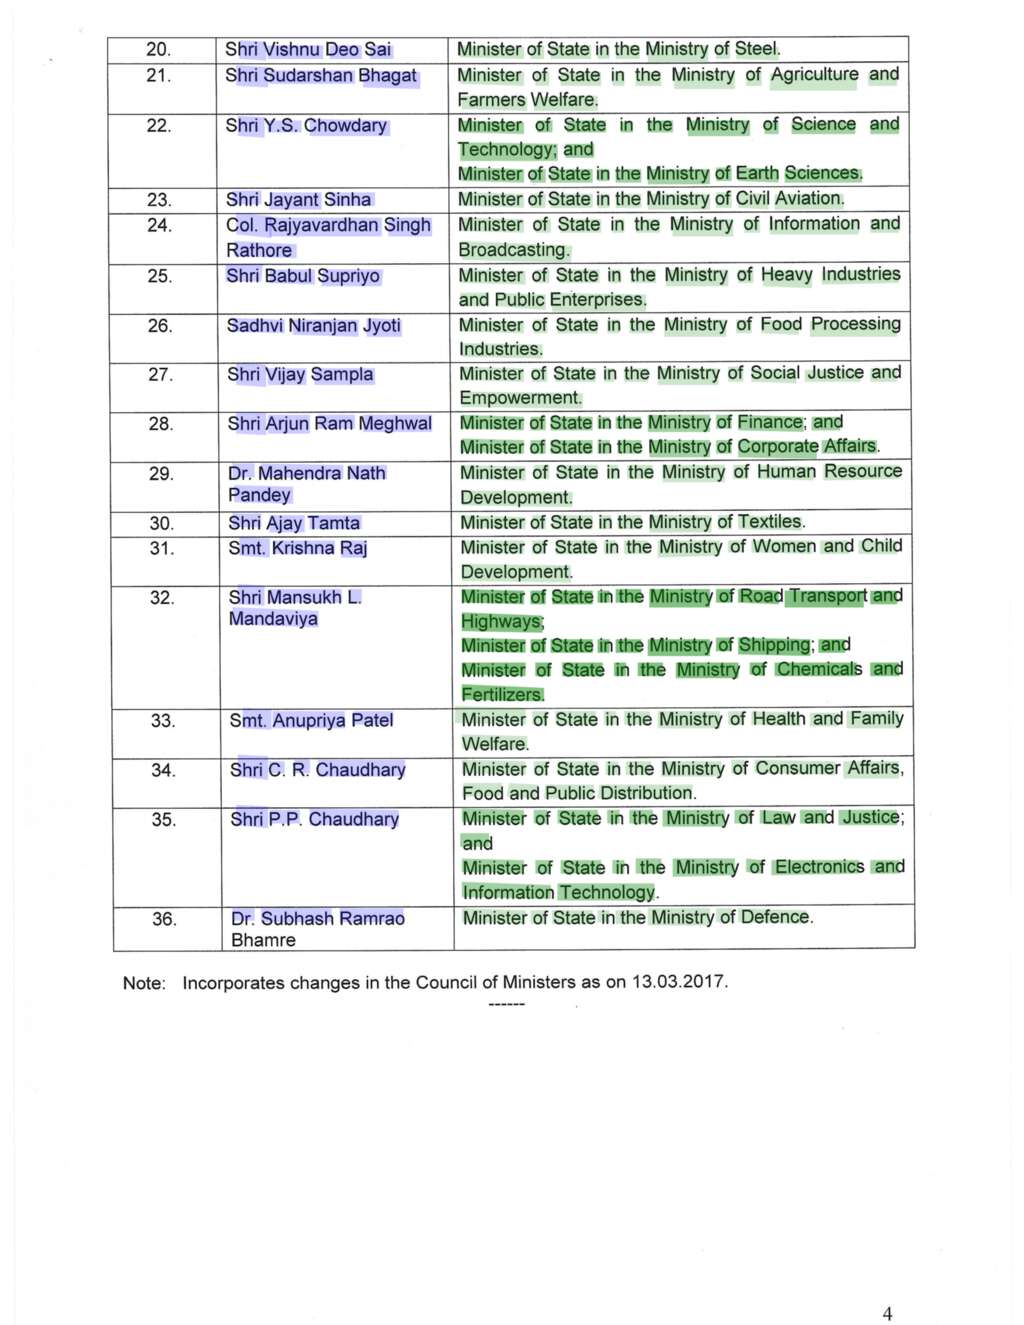 20. Shri Vishnu Deo Sai Minister of State in the Ministry of Steel.
21. Shri Sudarshan Bhagat Minister of State in the Ministry of Agriculture and
Farmers Welfare.
22. Shri Y.S. Chowdary Minister of State in the Ministry of Science and
Technology; and
Minister of State in the Ministry of Earth Sciences.
23. Shri Jayant Sinha Minister of State in the Ministry of Civil Aviation.
24. Col. Rajyavardhan Singh Minister of State in the Ministry of Information and
Rathore Broadcasting.
25. Shri Babul Supriyo Minister of State in the Ministry of Heavy Industries
and Public Enterprises.
26. Sadhvi Niranjan Jyoti Minister of State in the Ministry of Food Processing
Industries.
27. Shri Vijay Sampla Minister of State in the Ministry of Social Justice and
Empowerment.
28. Shri Arjun Ram Meghwal Minister of State in the Ministry of Finance; and
Minister of State in the Ministry of Corporate Affairs.
29. Dr. Mahendra Nath Minister of State in the Ministry of Human Resource
Pandey Development.
30. Shri Ajay Tamta Minister of State in the Ministry of Textiles.
31. Smt. Krishna Raj Minister of State in the Ministry of Women and Child
Development.
32. Shri Mansukh L. Minister of State in the Ministry of Road Transport and
Mandaviya Highways;
Minister of State in the Ministry of Shipping; and
Minister of State in the Ministry of Chemicals and
Fertilizers.
33. Smt. Anupriya Patel Minister of State in the Ministry of Health and Family
Welfare.
34. Shri C. R. Chaudhary Minister of State in the Ministry of Consumer Affairs,
Food and Public Distribution.
35. Shri P.P. Chaudhary Minister of State in the Ministry of Law and Justice;
and
Minister of State in the Ministry of Electronics and
Information Technology.
36. Dr. Subhash Ramrao Minister of State in the Ministry of Defence.
Bhamre
Note: Incorporates changes in the Council of Ministers as on 13.03.2017.
------
4